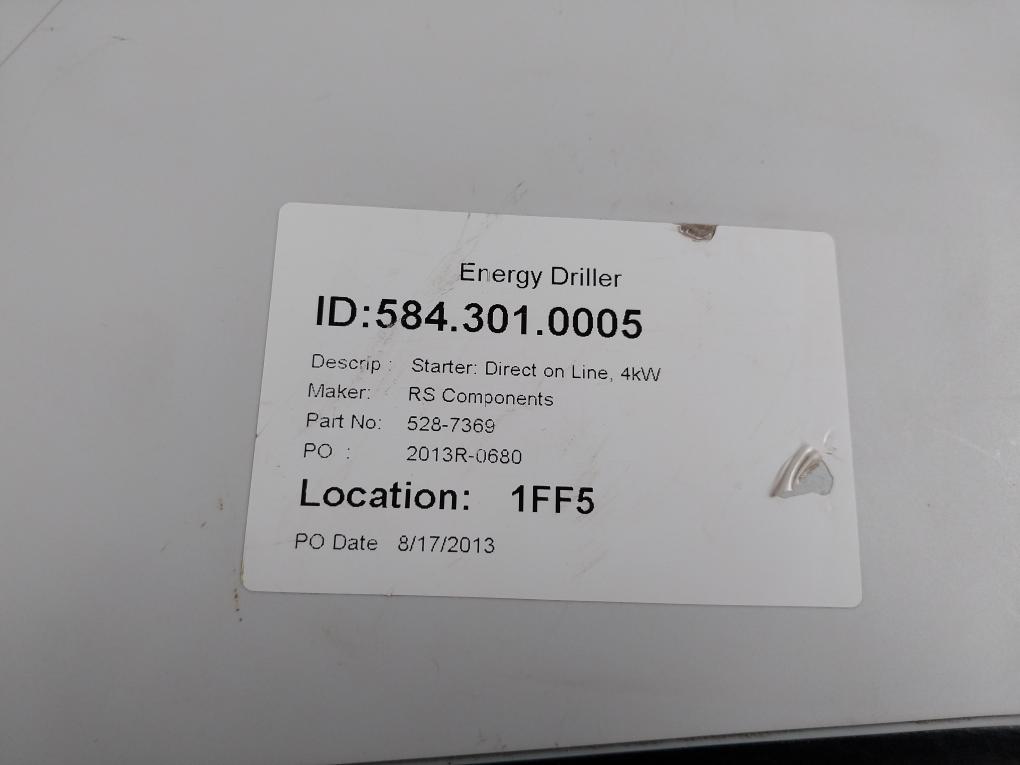 Energy Driller
ID:584.301.0005
Descrip : Starter: Direct on Line, 4kW
Maker: RS Components
Part No: 528-7369
PO : 2013R-0680
Location: 1FF5
PO Date 8/17/2013